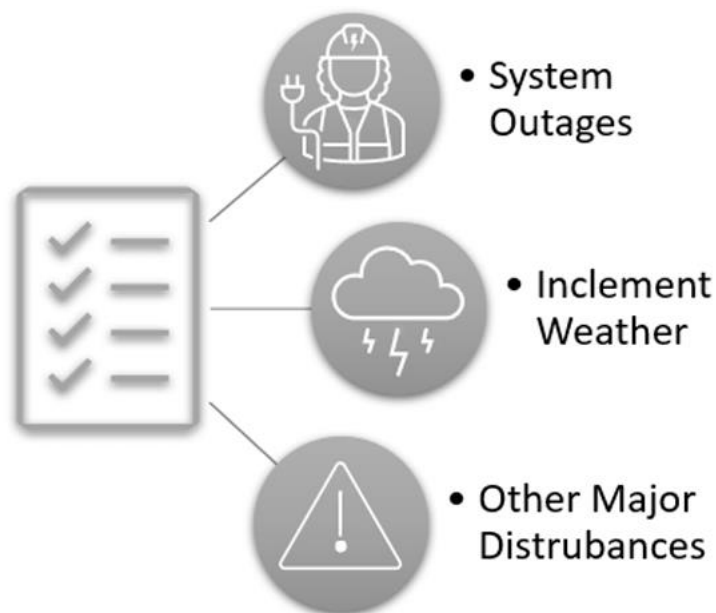 • System
Outages
• Inclement
Weather
• Other Major
Distrubances